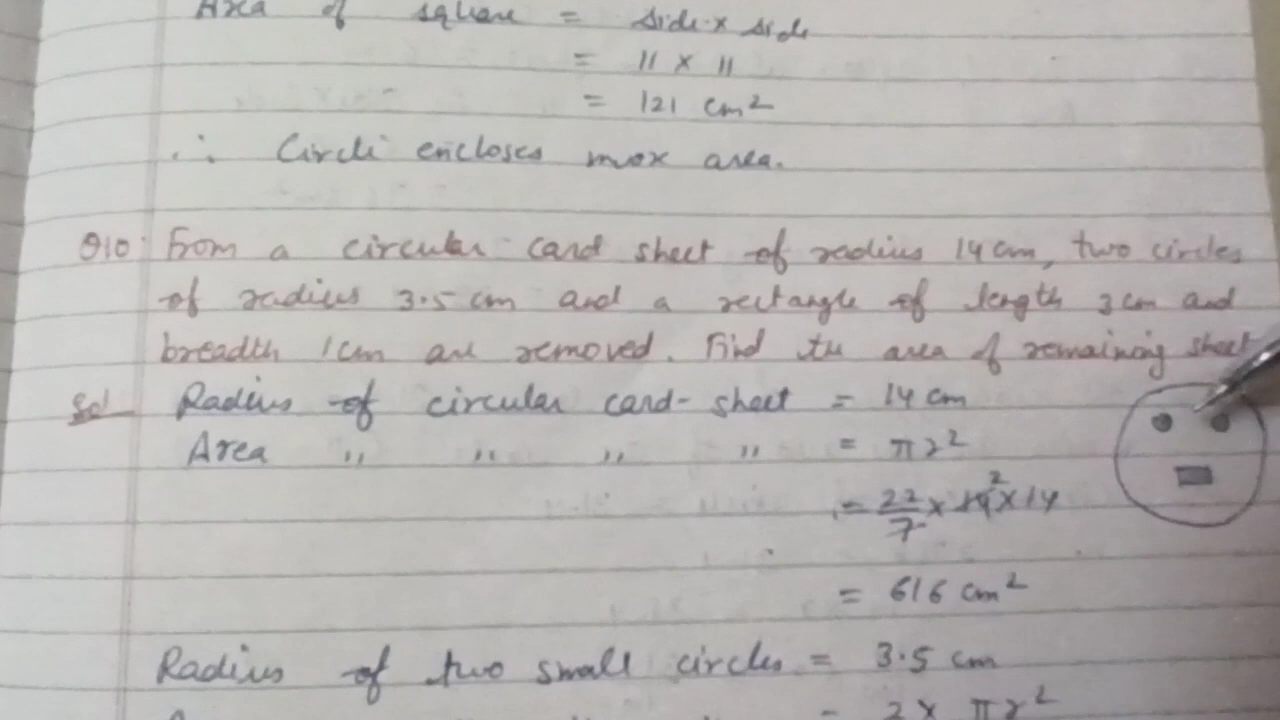 Area of square = side x side
= 11 x 11
= 121 cm²
∴ Circle encloses max area.
Q10: From a circular card sheet of radius 14 cm, two circles
of radius 3.5 cm and a rectangle of length 3 cm and
breadth 1cm are removed. Find the area of remaining sheet
Sol Radius of circular card-sheet = 14 cm
Area ,, ,, ,, ,, = πr²
= 22/7 x 14² x 14
= 616 cm²
Radius of two small circles = 3.5 cm
= 2 x πr²